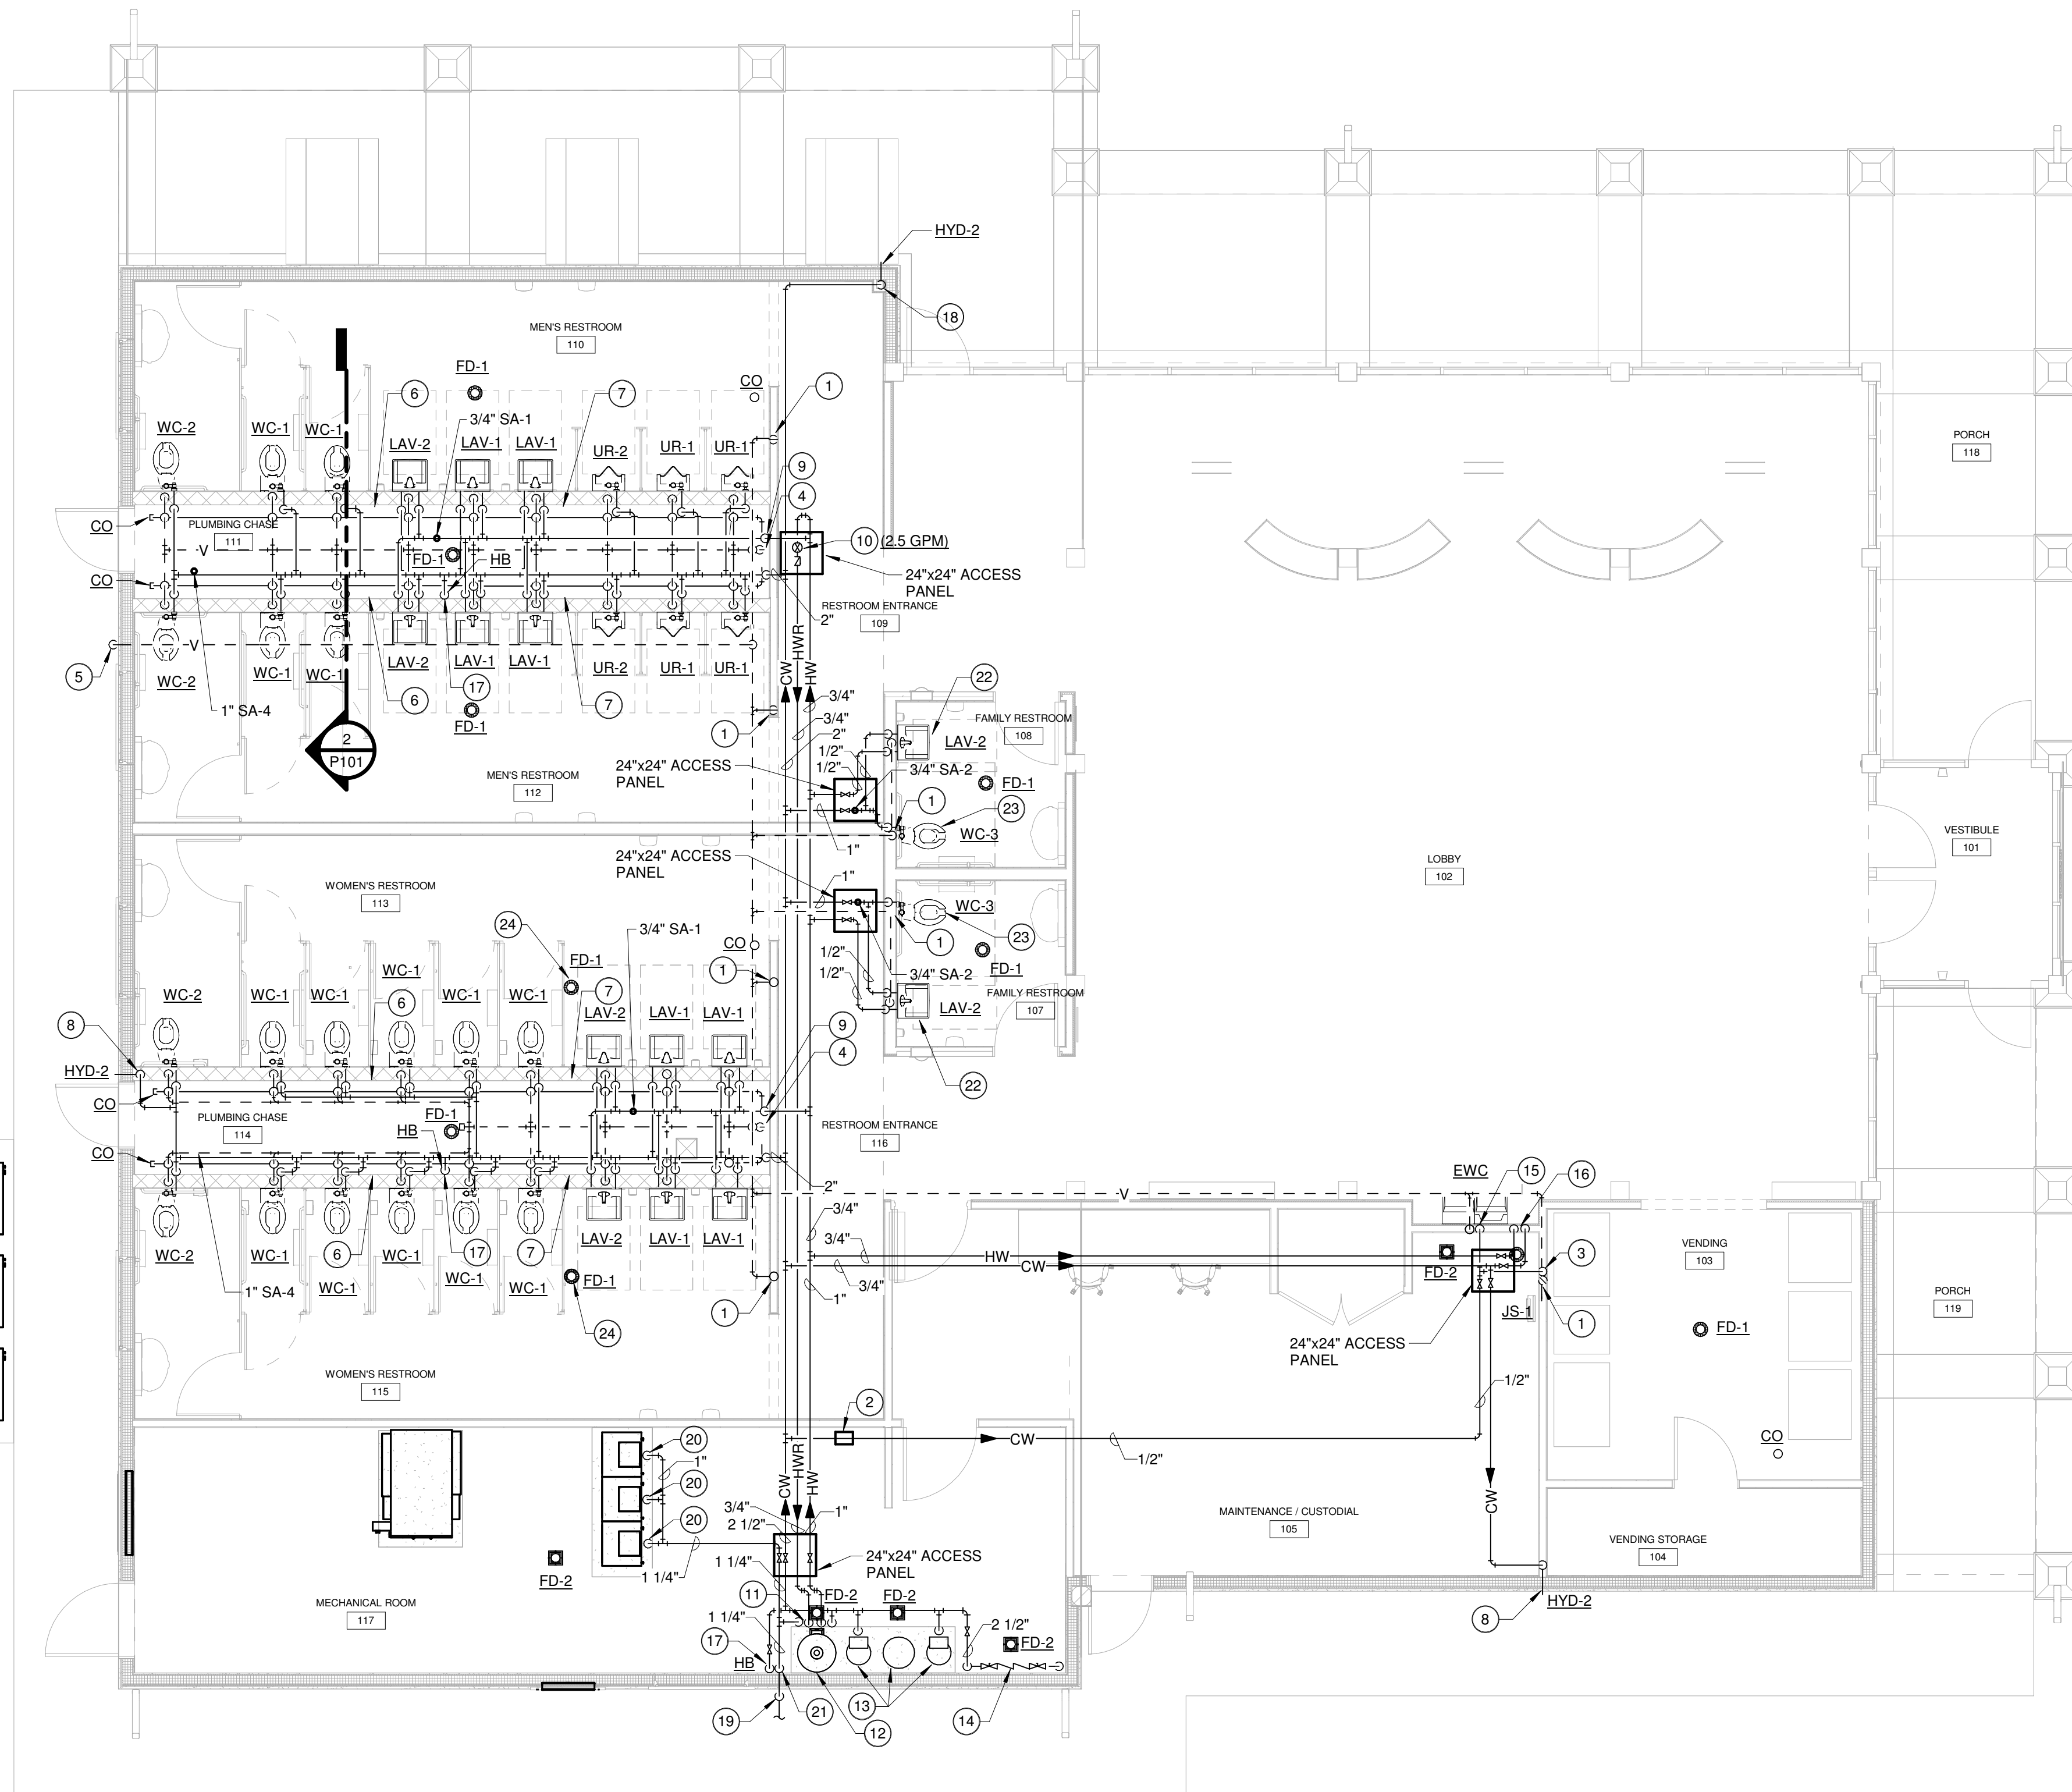 HYD-2
18
MEN'S RESTROOM
110
FD-1
CO
1
6
7
3/4" SA-1
WC-2
WC-1
WC-1
LAV-2
LAV-1
LAV-1
UR-2
UR-1
UR-1
PORCH
118
9
4
CO
PLUMBING CHASE
111
V
FD-1
HB
10
(2.5 GPM)
24"x24" ACCESS
PANEL
CO
RESTROOM ENTRANCE
109
2"
V
5
WC-2
WC-1
WC-1
LAV-2
LAV-1
LAV-1
UR-2
UR-1
UR-1
HWR
CW
HW
6
17
7
1" SA-4
FD-1
1
2
P101
3/4"
3/4"
2"
22
FAMILY RESTROOM
108
LAV-2
1/2"
1/2"
24"x24" ACCESS
PANEL
3/4" SA-2
FD-1
MEN'S RESTROOM
112
1
23
WC-3
1"
VESTIBULE
101
LOBBY
102
24"x24" ACCESS
PANEL
1"
WOMEN'S RESTROOM
113
WC-3
23
1
24
3/4" SA-1
CO
1
FD-1
1/2"
1/2"
3/4" SA-2
FD-1
FAMILY RESTROOM
107
LAV-2
22
WC-2
WC-1
WC-1
WC-1
WC-1
WC-1
6
7
LAV-2
LAV-1
LAV-1
8
HYD-2
9
4
CO
PLUMBING CHASE
114
FD-1
HB
CO
RESTROOM ENTRANCE
116
2"
V
EWC
15
16
WC-2
WC-1
WC-1
WC-1
WC-1
WC-1
6
17
7
LAV-2
LAV-1
LAV-1
3/4"
3/4"
HW
CW
3/4"
1"
FD-2
3
VENDING
103
1" SA-4
FD-1
24
1
JS-1
1
FD-1
24"x24" ACCESS
PANEL
PORCH
119
WOMEN'S RESTROOM
115
1/2"
2
CW
1/2"
CO
20
1"
20
20
CW
HWR
HW
3/4"
2 1/2"
1"
24"x24" ACCESS
PANEL
1 1/4"
1 1/4"
CW
MAINTENANCE / CUSTODIAL
105
VENDING STORAGE
104
FD-2
MECHANICAL ROOM
117
11
FD-2
FD-2
1 1/4"
2 1/2"
FD-2
17
HB
HYD-2
8
19
21
13
12
14